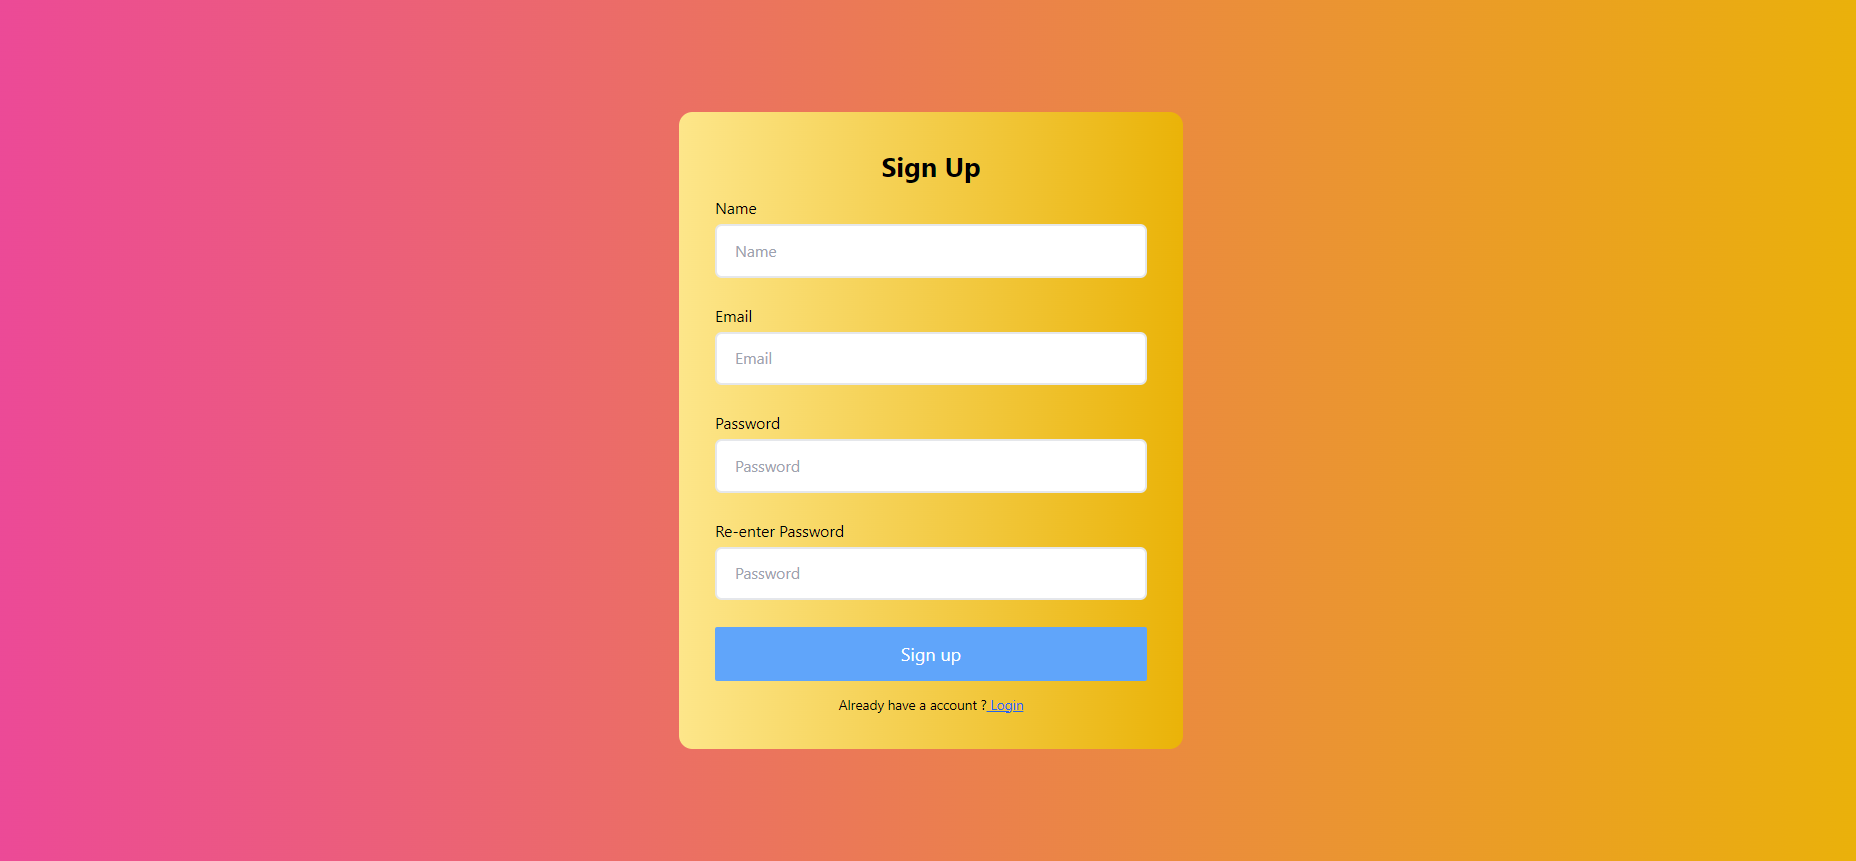 Sign Up
Name
Name
Email
Email
Password
Password
Re-enter Password
Password
Sign up
Already have a account ? Login